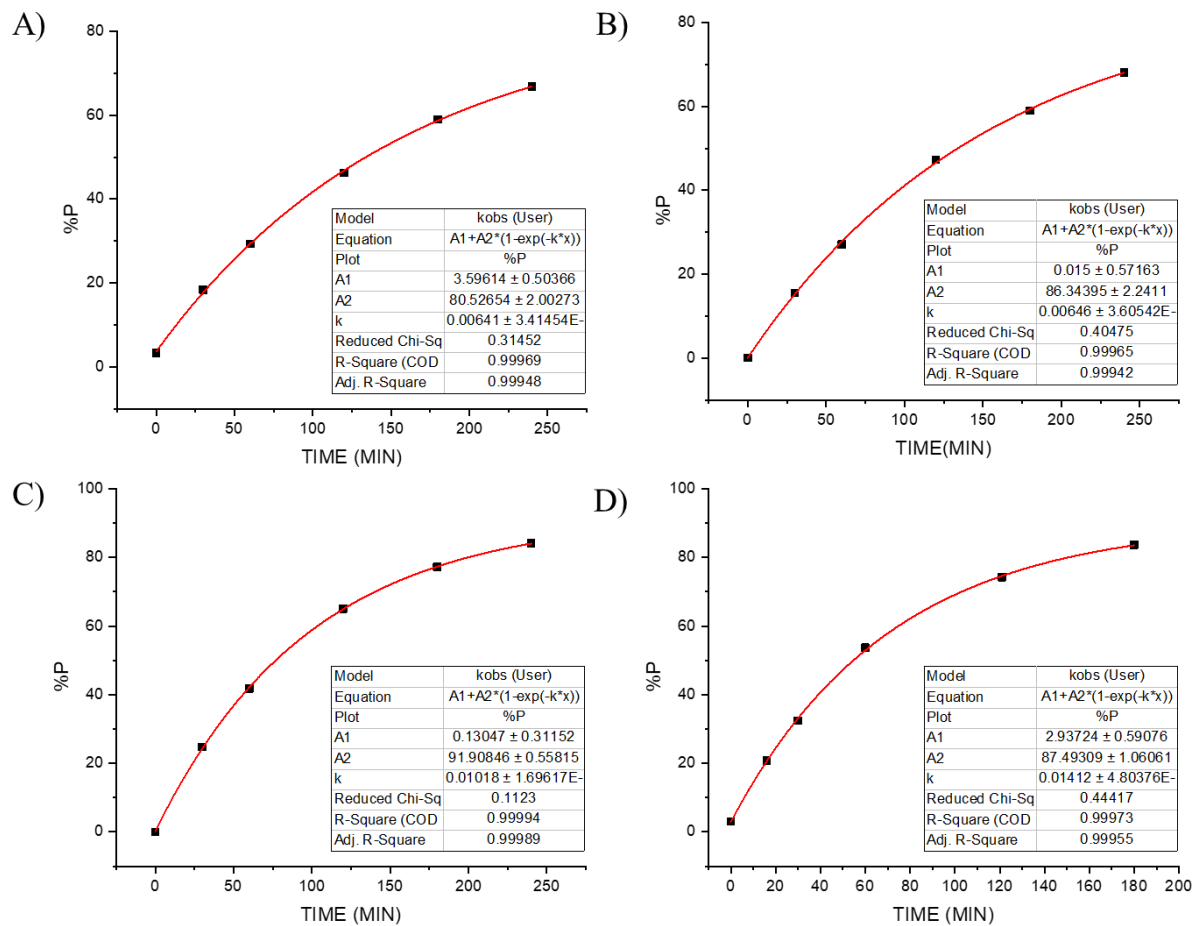 A)
80
60
40
20
0
%P
0 50 100 150 200 250
TIME (MIN)
Model kobs (User)
Equation A1+A2*(1-exp(-k*x))
Plot %P
A1 3.59614 ± 0.50366
A2 80.52654 ± 2.00273
k 0.00641 ± 3.41454E-
Reduced Chi-Sq 0.31452
R-Square (COD 0.99969
Adj. R-Square 0.99948
B)
80
60
40
20
0
%P
0 50 100 150 200 250
TIME(MIN)
Model kobs (User)
Equation A1+A2*(1-exp(-k*x))
Plot %P
A1 0.015 ± 0.57163
A2 86.34395 ± 2.2411
k 0.00646 ± 3.60542E-
Reduced Chi-Sq 0.40475
R-Square (COD 0.99965
Adj. R-Square 0.99942
C)
100
80
60
40
20
0
%P
0 50 100 150 200 250
TIME (MIN)
Model kobs (User)
Equation A1+A2*(1-exp(-k*x))
Plot %P
A1 0.13047 ± 0.31152
A2 91.90846 ± 0.55815
k 0.01018 ± 1.69617E-
Reduced Chi-Sq 0.1123
R-Square (COD 0.99994
Adj. R-Square 0.99989
D)
100
80
60
40
20
0
%P
0 20 40 60 80 100 120 140 160 180 200
TIME (MIN)
Model kobs (User)
Equation A1+A2*(1-exp(-k*x))
Plot %P
A1 2.93724 ± 0.59076
A2 87.49309 ± 1.06061
k 0.01412 ± 4.80376E-
Reduced Chi-Sq 0.44417
R-Square (COD 0.99973
Adj. R-Square 0.99955